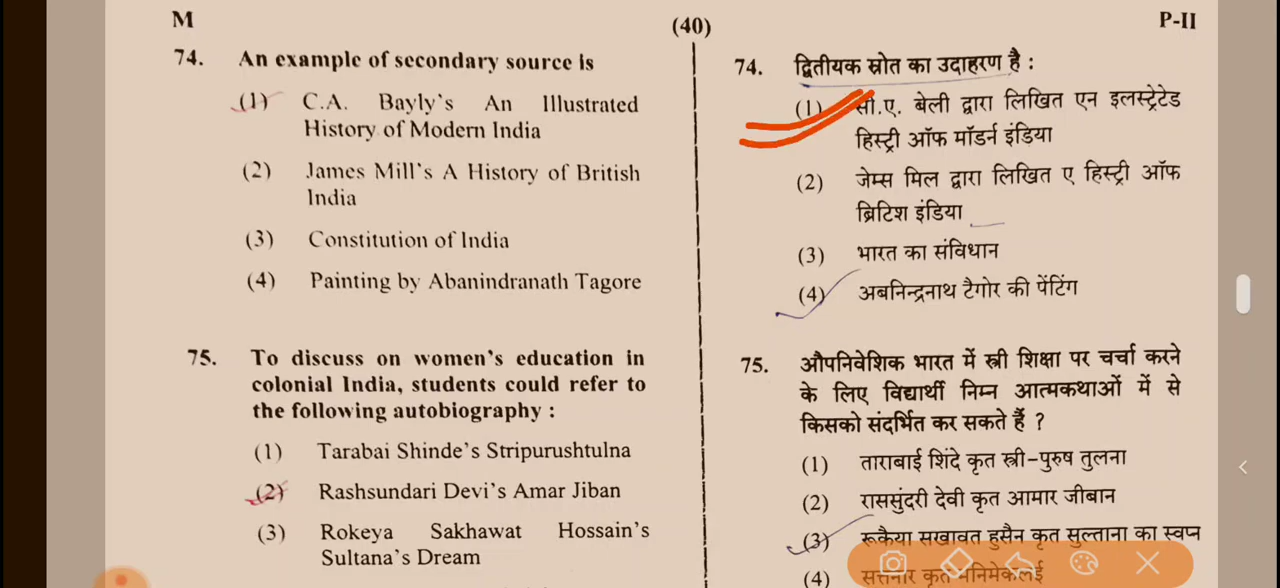 M
(40)
P-II
74. An example of secondary source is
(1) C.A. Bayly's An Illustrated
History of Modern India
(2) James Mill's A History of British
India
(3) Constitution of India
(4) Painting by Abanindranath Tagore
75. To discuss on women's education in
colonial India, students could refer to
the following autobiography :
(1) Tarabai Shinde's Stripurushtulna
(2) Rashsundari Devi's Amar Jiban
(3) Rokeya Sakhawat Hossain's
Sultana's Dream
74. द्वितीयक स्रोत का उदाहरण है :
(1) सी.ए. बेली द्वारा लिखित एन इलस्ट्रेटेड
हिस्ट्री ऑफ मॉडर्न इंडिया
(2) जेम्स मिल द्वारा लिखित ए हिस्ट्री ऑफ
ब्रिटिश इंडिया
(3) भारत का संविधान
(4) अबनिन्द्रनाथ टैगोर की पेंटिंग
75. औपनिवेशिक भारत में स्त्री शिक्षा पर चर्चा करने
के लिए विद्यार्थी निम्न आत्मकथाओं में से
किसको संदर्भित कर सकते हैं ?
(1) ताराबाई शिंदे कृत स्त्री-पुरुष तुलना
(2) राससुंदरी देवी कृत आमार जीबान
(3) रूकैया सखावत हुसैन कृत सुल्ताना का स्वप्न
(4) सत्तनार कृत मनिमेकलई